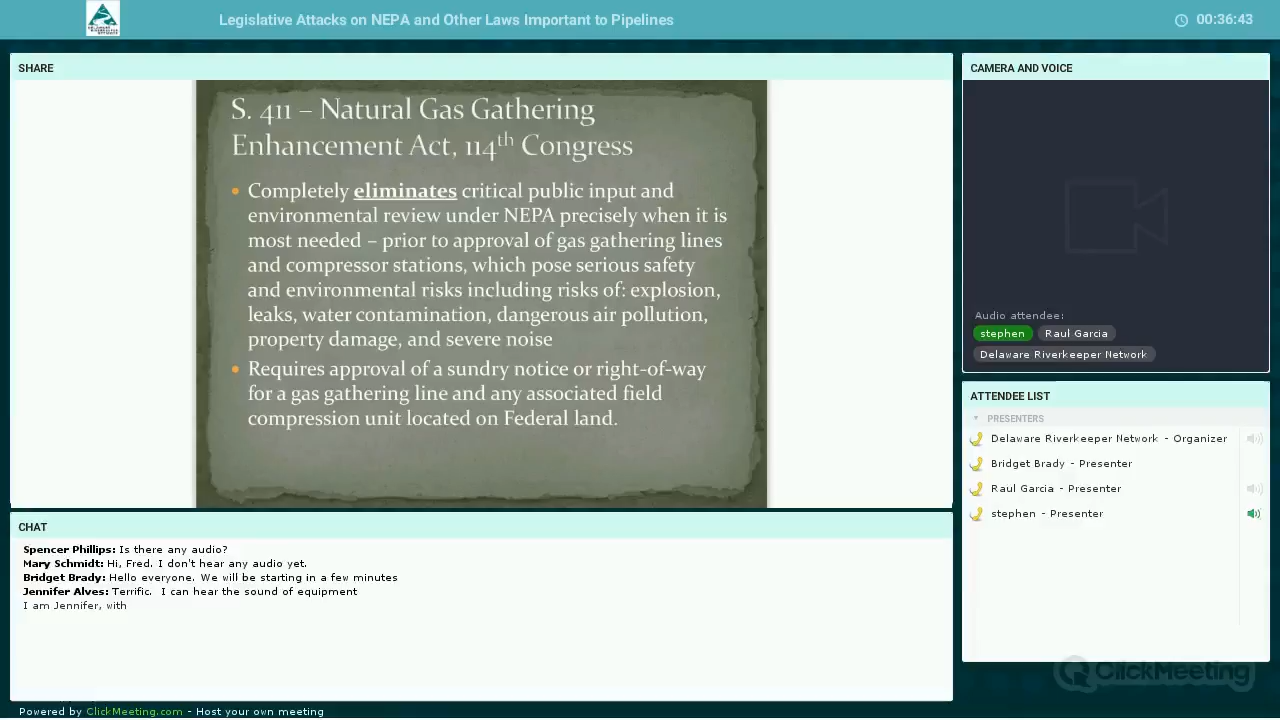 Legislative Attacks on NEPA and Other Laws Important to Pipelines
00:36:43
SHARE
S. 411 – Natural Gas Gathering
Enhancement Act, 114th Congress
• Completely eliminates critical public input and
environmental review under NEPA precisely when it is
most needed – prior to approval of gas gathering lines
and compressor stations, which pose serious safety
and environmental risks including risks of: explosion,
leaks, water contamination, dangerous air pollution,
property damage, and severe noise
• Requires approval of a sundry notice or right-of-way
for a gas gathering line and any associated field
compression unit located on Federal land.
CHAT
Spencer Phillips: Is there any audio?
Mary Schmidt: Hi, Fred. I don't hear any audio yet.
Bridget Brady: Hello everyone. We will be starting in a few minutes
Jennifer Alves: Terrific. I can hear the sound of equipment
I am Jennifer, with
CAMERA AND VOICE
Audio attendee:
stephen Raul Garcia
Delaware Riverkeeper Network
ATTENDEE LIST
PRESENTERS
Delaware Riverkeeper Network - Organizer
Bridget Brady - Presenter
Raul Garcia - Presenter
stephen - Presenter
ClickMeeting
Powered by ClickMeeting.com - Host your own meeting